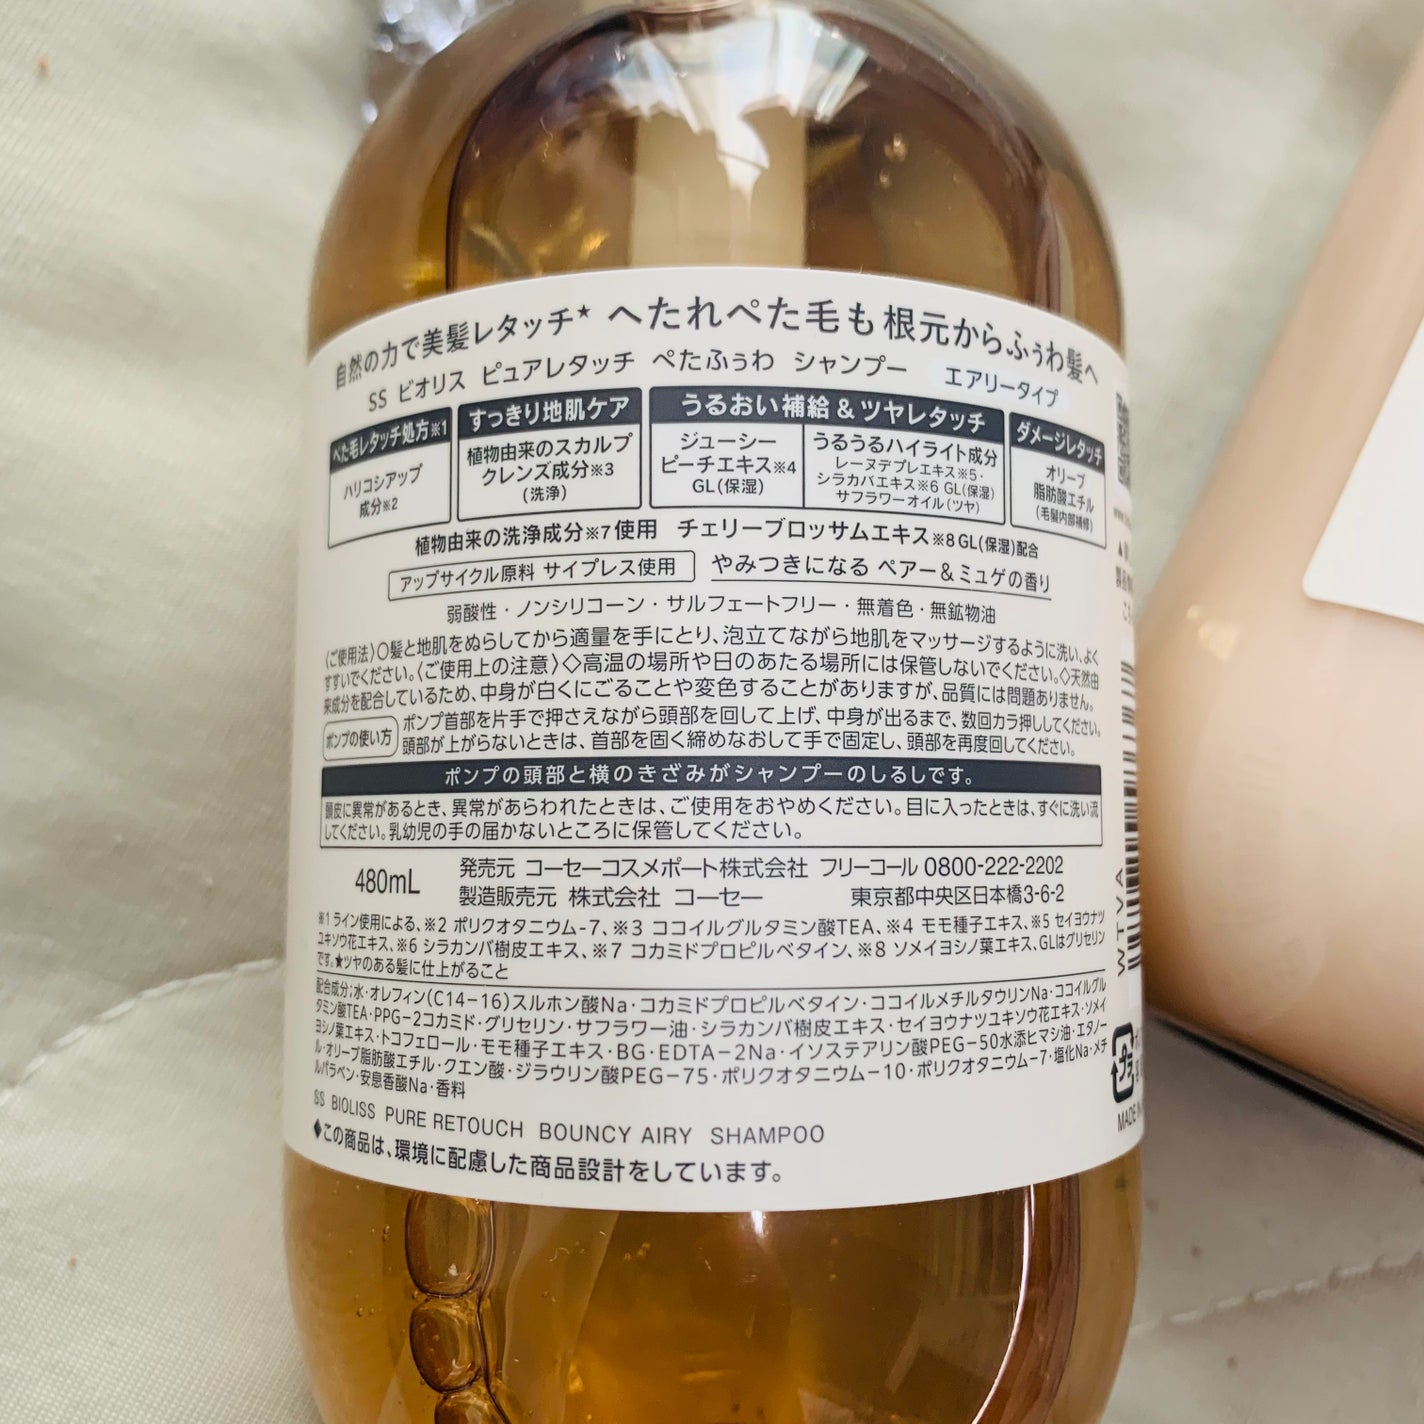 自然の力で美髪レタッチ★ へたれぺた毛も根元からふぅわ髪へ
SS ビオリス ピュアレタッチ ぺたふぅわ シャンプー エアリータイプ
ぺた毛レタッチ処方※1
ハリコシアップ
成分※2
すっきり地肌ケア
植物由来のスカルプ
クレンズ成分※3
(洗浄)
うるおい補給&ツヤレタッチ
ジューシー
ピーチエキス※4
GL(保湿)
うるうるハイライト成分
レーヌデプレエキス※5・
シラカバエキス※6 GL(保湿)
サフラワーオイル(ツヤ)
ダメージレタッチ
オリーブ
脂肪酸エチル
(毛髪内部補修)
植物由来の洗浄成分※7使用 チェリーブロッサムエキス※8GL(保湿)配合
アップサイクル原料 サイプレス使用 やみつきになる ペアー&ミュゲの香り
弱酸性・ノンシリコーン・サルフェートフリー・無着色・無鉱物油
〈ご使用法〉○髪と地肌をぬらしてから適量を手にとり、泡立てながら地肌をマッサージするように洗い、よく
すすいでください。〈ご使用上の注意〉◇高温の場所や日のあたる場所には保管しないでください。◇天然由
来成分を配合しているため、中身が白くにごることや変色することがありますが、品質には問題ありません。
ポンプの使い方
ポンプ首部を片手で押さえながら頭部を回して上げ、中身が出るまで、数回カラ押ししてください。
頭部が上がらないときは、首部を固く締めなおして手で固定し、頭部を再度回してください。
ポンプの頭部と横のきざみがシャンプーのしるしです。
頭皮に異常があるとき、異常があらわれたときは、ご使用をおやめください。目に入ったときは、すぐに洗い流
してください。乳幼児の手の届かないところに保管してください。
480mL
発売元 コーセーコスメポート株式会社 フリーコール 0800-222-2202
製造販売元 株式会社 コーセー 東京都中央区日本橋3-6-2
※1 ライン使用による、※2 ポリクオタニウム-7、※3 ココイルグルタミン酸TEA、※4 モモ種子エキス、※5 セイヨウナツ
ユキソウ花エキス、※6 シラカンバ樹皮エキス、※7 コカミドプロピルベタイン、※8 ソメイヨシノ葉エキス、GLはグリセリン
です。★ツヤのある髪に仕上がること
配合成分;水・オレフィン(C14-16)スルホン酸Na・コカミドプロピルベタイン・ココイルメチルタウリンNa・ココイルグル
タミン酸TEA・PPG-2コカミド・グリセリン・サフラワー油・シラカンバ樹皮エキス・セイヨウナツユキソウ花エキス・ソメイ
ヨシノ葉エキス・トコフェロール・モモ種子エキス・BG・EDTA-2Na・イソステアリン酸PEG-50水添ヒマシ油・エタノー
ル・オリーブ脂肪酸エチル・クエン酸・ジラウリン酸PEG-75・ポリクオタニウム-10・ポリクオタニウム-7・塩化Na・メチ
ルパラベン・安息香酸Na・香料
SS BIOLISS PURE RETOUCH BOUNCY AIRY SHAMPOO
◆この商品は、環境に配慮した商品設計をしています。
WTVA
プラ
MADE